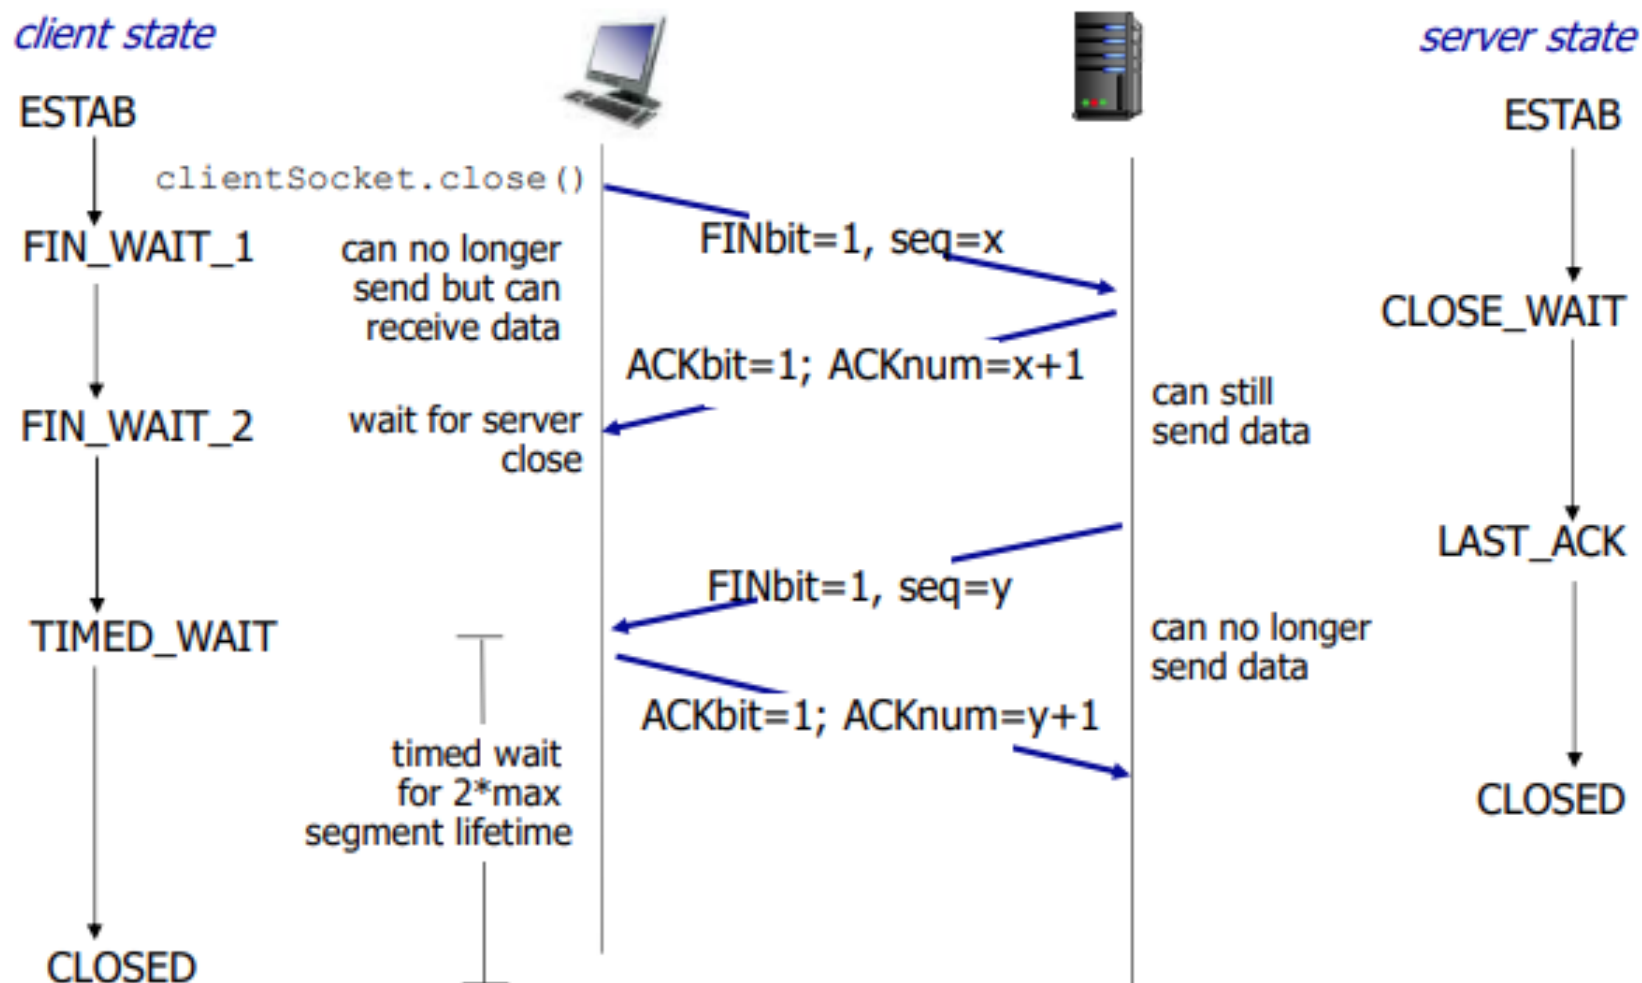 client state
server state
ESTAB
ESTAB
clientSocket.close()
FIN_WAIT_1
can no longer
send but can
receive data
FINbit=1, seq=x
CLOSE_WAIT
ACKbit=1; ACKnum=x+1
can still
send data
FIN_WAIT_2
wait for server
close
LAST_ACK
FINbit=1, seq=y
can no longer
send data
TIMED_WAIT
ACKbit=1; ACKnum=y+1
timed wait
for 2*max
segment lifetime
CLOSED
CLOSED